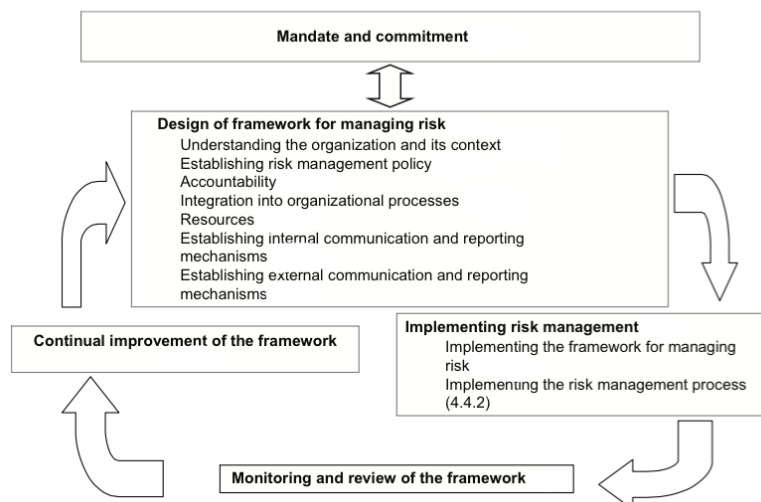 Mandate and commitment
Design of framework for managing risk
Understanding the organization and its context
Establishing risk management policy
Accountability
Integration into organizational processes
Resources
Establishing internal communication and reporting
mechanisms
Establishing external communication and reporting
mechanisms
Implementing risk management
Implementing the framework for managing
risk
Implementing the risk management process
(4.4.2)
Continual improvement of the framework
Monitoring and review of the framework